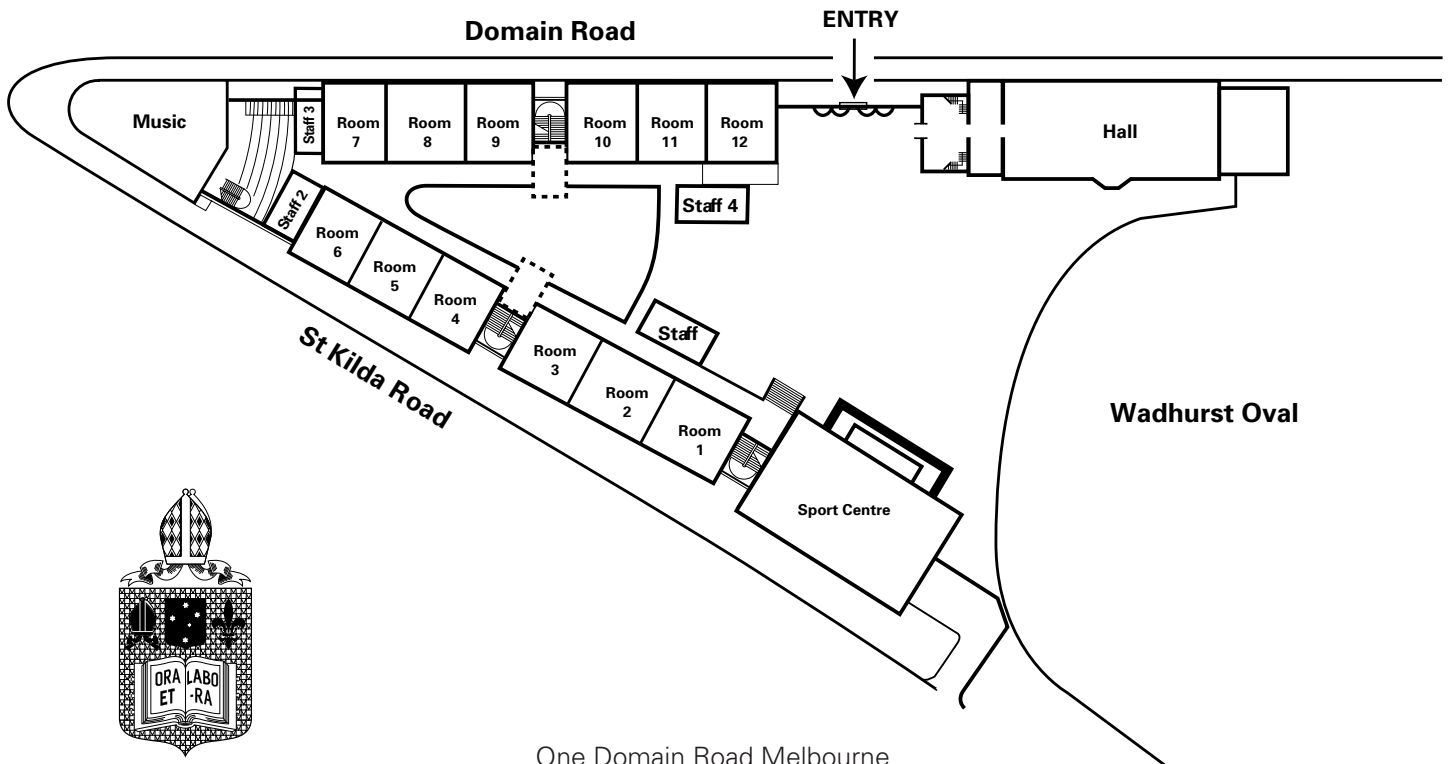 Domain Road
ENTRY
Music
Staff 3
Room
7
Room
8
Room
9
Room
10
Room
11
Room
12
Hall
Staff 2
Staff 4
Room
6
Room
5
Room
4
Room
3
Room
2
Room
1
Staff
St Kilda Road
Wadhurst Oval
Sport Centre
ORA LABO
ET -RA
One Domain Road Melbourne